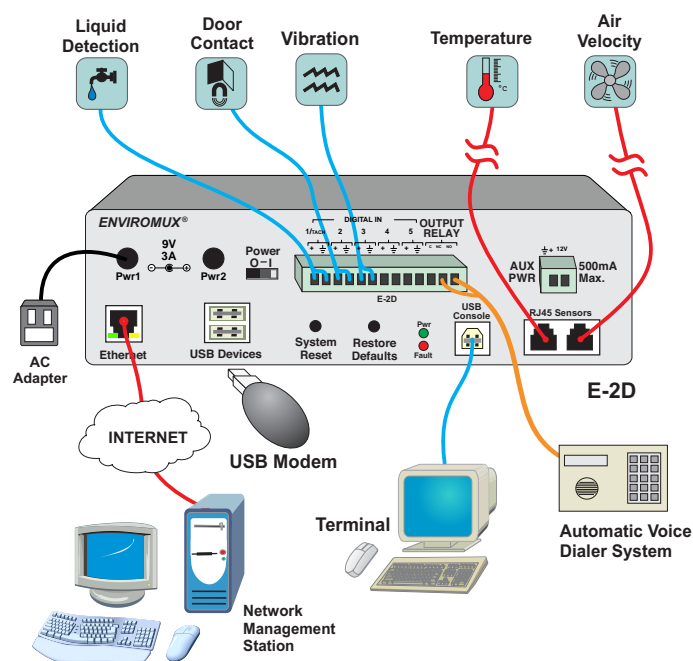 Liquid
Detection
Door
Contact
Vibration
Temperature
Air
Velocity
°C
ENVIROMUX®
DIGITAL IN
1/TACH 2 3 4 5
+ + + + +
OUTPUT
RELAY
C NC NO
9V
3A
Pwr1
Pwr2
Power
O–I
E-2D
+ 12V
AUX
PWR
500mA
Max.
USB
Console
RJ45 Sensors
Ethernet
USB Devices
System
Reset
Restore
Defaults
Pwr
Fault
AC
Adapter
E-2D
INTERNET
USB Modem
Terminal
Automatic Voice
Dialer System
Network
Management
Station